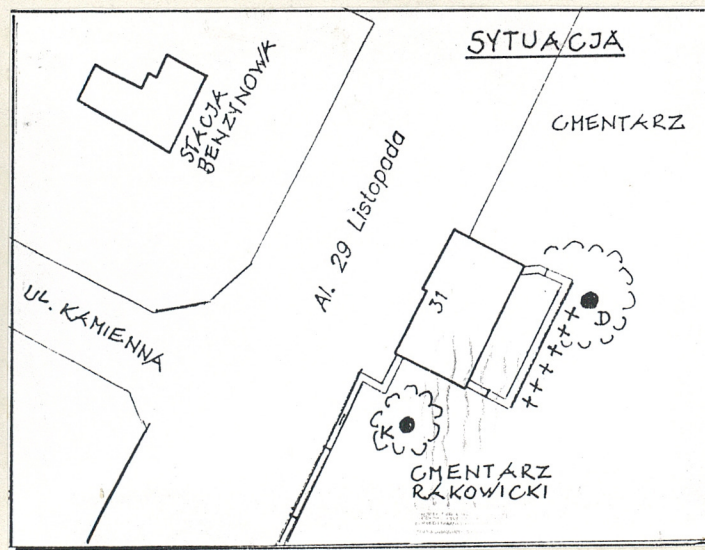 SYTUACJA
CMENTARZ
STACJA
BENZYNOWA
Al. 29 Listopada
31
UL. KAMIENNA
D
K
CMENTARZ
RAKOWICKI